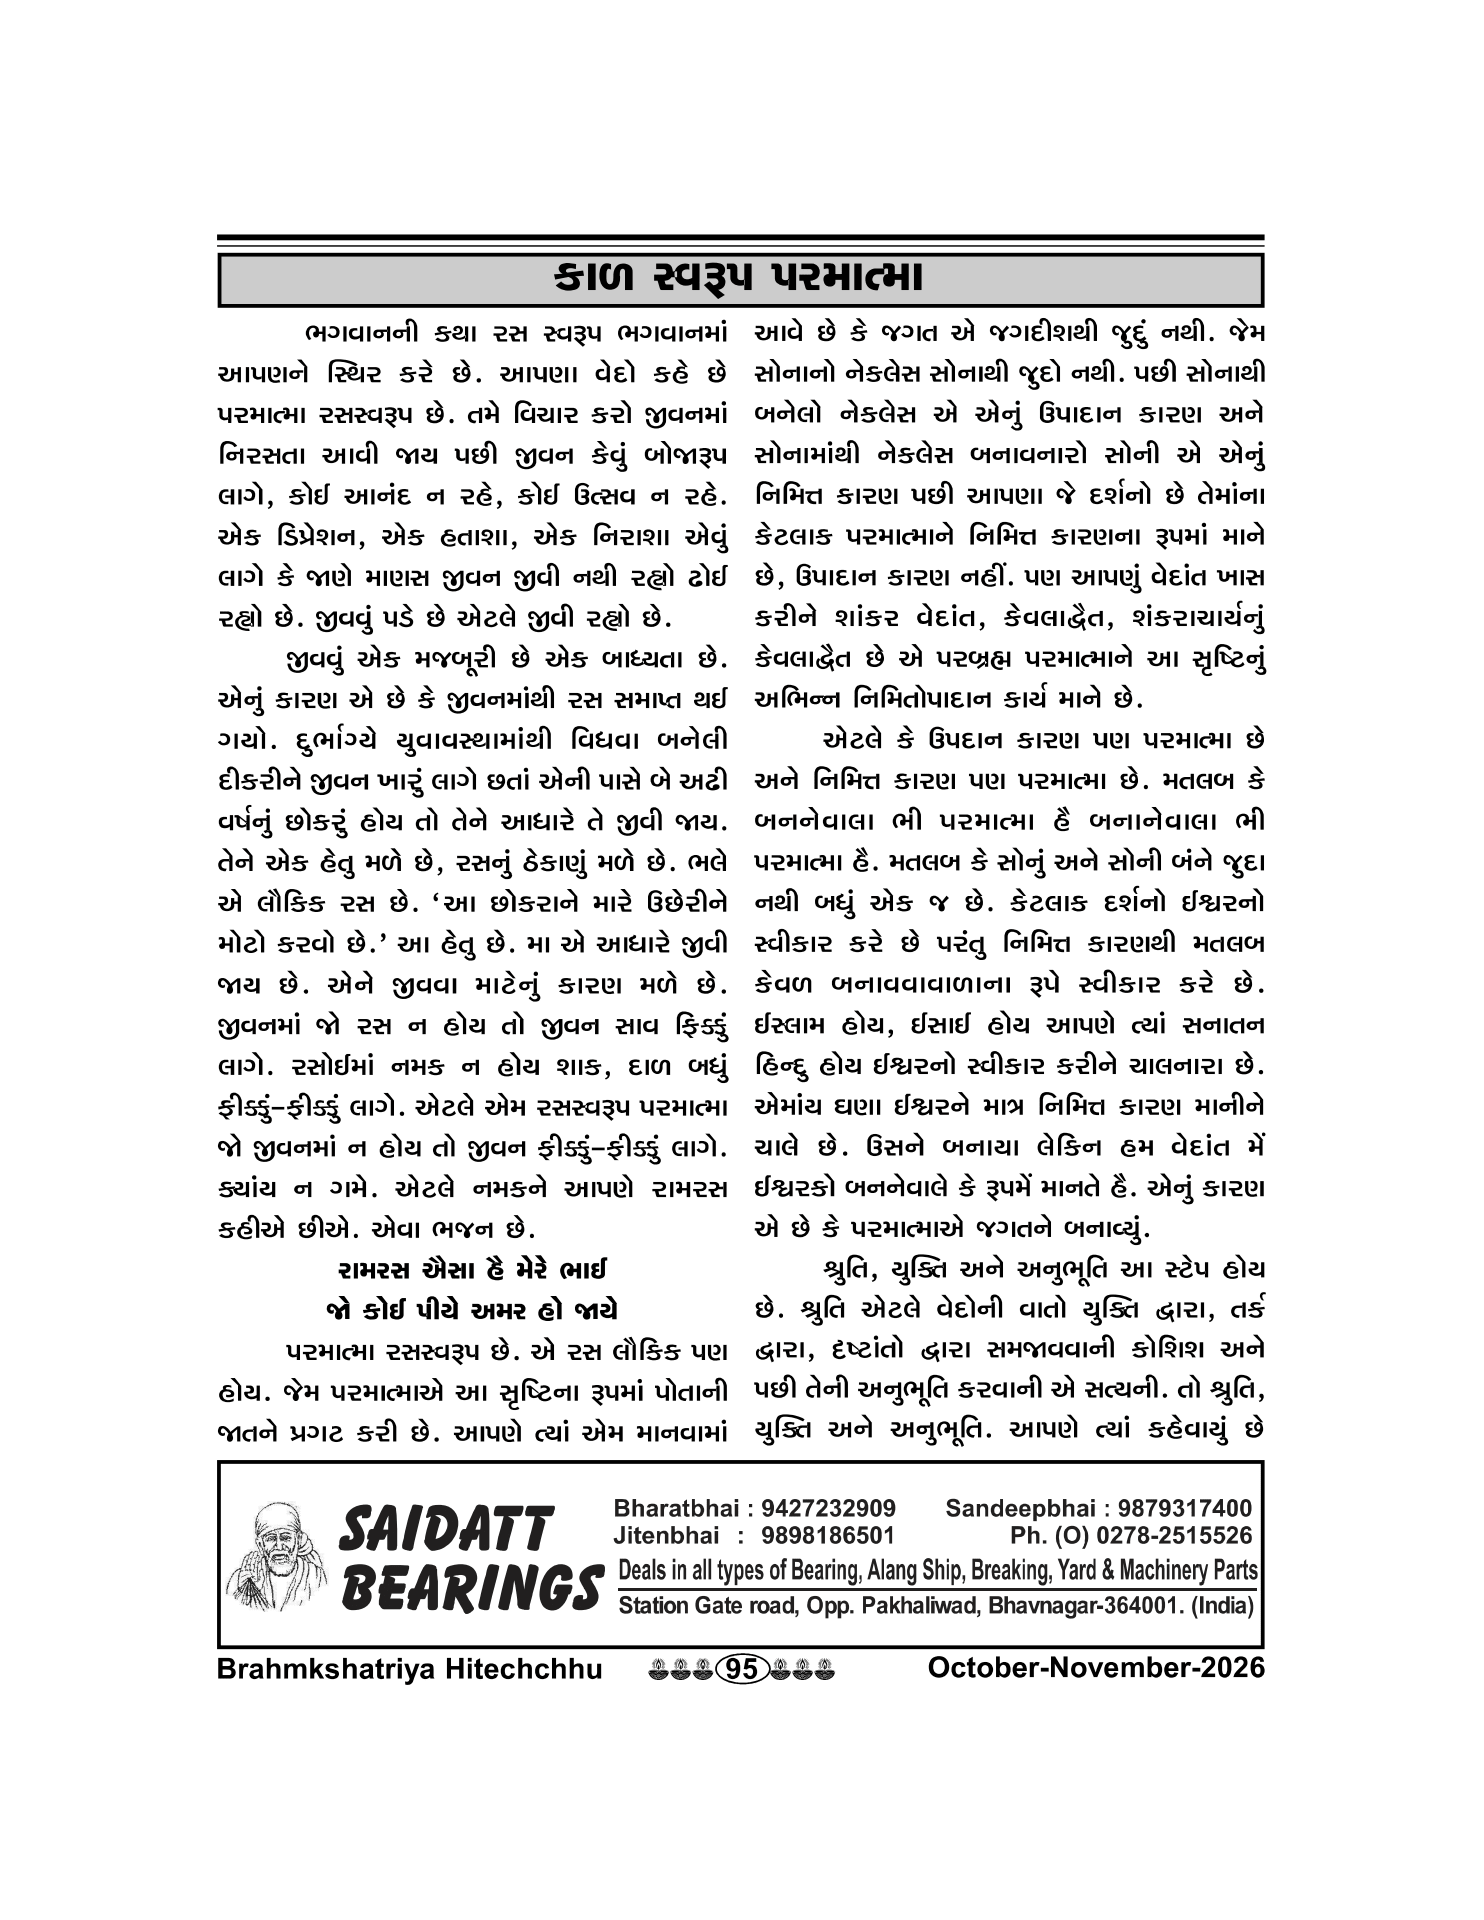 કાળ સ્વરૂપ પરમાત્મા
ભગવાનની કથા રસ સ્વરૂપ ભગવાનમાં
આપણને સ્થિર કરે છે. આપણા વેદો કહે છે
પરમાત્મા રસસ્વરૂપ છે. તમે વિચાર કરો જીવનમાં
નિરસતા આવી જાય પછી જીવન કેવું બોજારૂપ
લાગે, કોઈ આનંદ ન રહે, કોઈ ઉત્સવ ન રહે.
એક ડિપ્રેશન, એક હતાશા, એક નિરાશા એવું
લાગે કે જાણે માણસ જીવન જીવી નથી રહ્યો ઢોઈ
રહ્યો છે. જીવવું પડે છે એટલે જીવી રહ્યો છે.
જીવવું એક મજબૂરી છે એક બાધ્યતા છે.
એનું કારણ એ છે કે જીવનમાંથી રસ સમાપ્ત થઈ
ગયો. દુર્ભાગ્યે યુવાવસ્થામાંથી વિધવા બનેલી
દીકરીને જીવન ખારું લાગે છતાં એની પાસે બે અઢી
વર્ષનું છોકરું હોય તો તેને આધારે તે જીવી જાય.
તેને એક હેતુ મળે છે, રસનું ઠેકાણું મળે છે. ભલે
એ લૌકિક રસ છે. ‘આ છોકરાને મારે ઉછેરીને
મોટો કરવો છે.’ આ હેતુ છે. મા એ આધારે જીવી
જાય છે. એને જીવવા માટેનું કારણ મળે છે.
જીવનમાં જો રસ ન હોય તો જીવન સાવ ફિક્કું
લાગે. રસોઈમાં નમક ન હોય શાક, દાળ બધું
ફીક્કું-ફીક્કું લાગે. એટલે એમ રસસ્વરૂપ પરમાત્મા
જો જીવનમાં ન હોય તો જીવન ફીક્કું-ફીક્કું લાગે.
ક્યાંય ન ગમે. એટલે નમકને આપણે રામરસ
કહીએ છીએ. એવા ભજન છે.
રામરસ ઐસા હૈ મેરે ભાઈ
જો કોઈ પીયે અમર હો જાયે
પરમાત્મા રસસ્વરૂપ છે. એ રસ લૌકિક પણ
હોય. જેમ પરમાત્માએ આ સૃષ્ટિના રૂપમાં પોતાની
જાતને પ્રગટ કરી છે. આપણે ત્યાં એમ માનવામાં
આવે છે કે જગત એ જગદીશથી જુદું નથી. જેમ
સોનાનો નેકલેસ સોનાથી જુદો નથી. પછી સોનાથી
બનેલો નેકલેસ એ એનું ઉપાદાન કારણ અને
સોનામાંથી નેકલેસ બનાવનારો સોની એ એનું
નિમિત્ત કારણ પછી આપણા જે દર્શનો છે તેમાંના
કેટલાક પરમાત્માને નિમિત્ત કારણના રૂપમાં માને
છે, ઉપાદાન કારણ નહીં. પણ આપણું વેદાંત ખાસ
કરીને શાંકર વેદાંત, કેવલાદ્વૈત, શંકરાચાર્યનું
કેવલાદ્વૈત છે એ પરબ્રહ્મ પરમાત્માને આ સૃષ્ટિનું
અભિન્ન નિમિતોપાદાન કાર્ય માને છે.
એટલે કે ઉપદાન કારણ પણ પરમાત્મા છે
અને નિમિત્ત કારણ પણ પરમાત્મા છે. મતલબ કે
બનનેવાલા ભી પરમાત્મા હૈ બનાનેવાલા ભી
પરમાત્મા હૈ. મતલબ કે સોનું અને સોની બંને જુદા
નથી બધું એક જ છે. કેટલાક દર્શનો ઈશ્વરનો
સ્વીકાર કરે છે પરંતુ નિમિત્ત કારણથી મતલબ
કેવળ બનાવવાવાળાના રૂપે સ્વીકાર કરે છે.
ઈસ્લામ હોય, ઈસાઈ હોય આપણે ત્યાં સનાતન
હિન્દુ હોય ઈશ્વરનો સ્વીકાર કરીને ચાલનારા છે.
એમાંય ઘણા ઈશ્વરને માત્ર નિમિત્ત કારણ માનીને
ચાલે છે. ઉસને બનાયા લેકિન હમ વેદાંત મેં
ઈશ્વરકો બનનેવાલે કે રૂપમેં માનતે હૈ. એનું કારણ
એ છે કે પરમાત્માએ જગતને બનાવ્યું.
શ્રુતિ, યુક્તિ અને અનુભૂતિ આ સ્ટેપ હોય
છે. શ્રુતિ એટલે વેદોની વાતો યુક્તિ દ્વારા, તર્ક
દ્વારા, દૃષ્ટાંતો દ્વારા સમજાવવાની કોશિશ અને
પછી તેની અનુભૂતિ કરવાની એ સત્યની. તો શ્રુતિ,
યુક્તિ અને અનુભૂતિ. આપણે ત્યાં કહેવાયું છે
SAIDATT
BEARINGS
Bharatbhai : 9427232909 Sandeepbhai : 9879317400
Jitenbhai : 9898186501 Ph. (O) 0278-2515526
Deals in all types of Bearing, Alang Ship, Breaking, Yard & Machinery Parts
Station Gate road, Opp. Pakhaliwad, Bhavnagar-364001. (India)
Brahmkshatriya Hitechchhu 95 October-November-2026